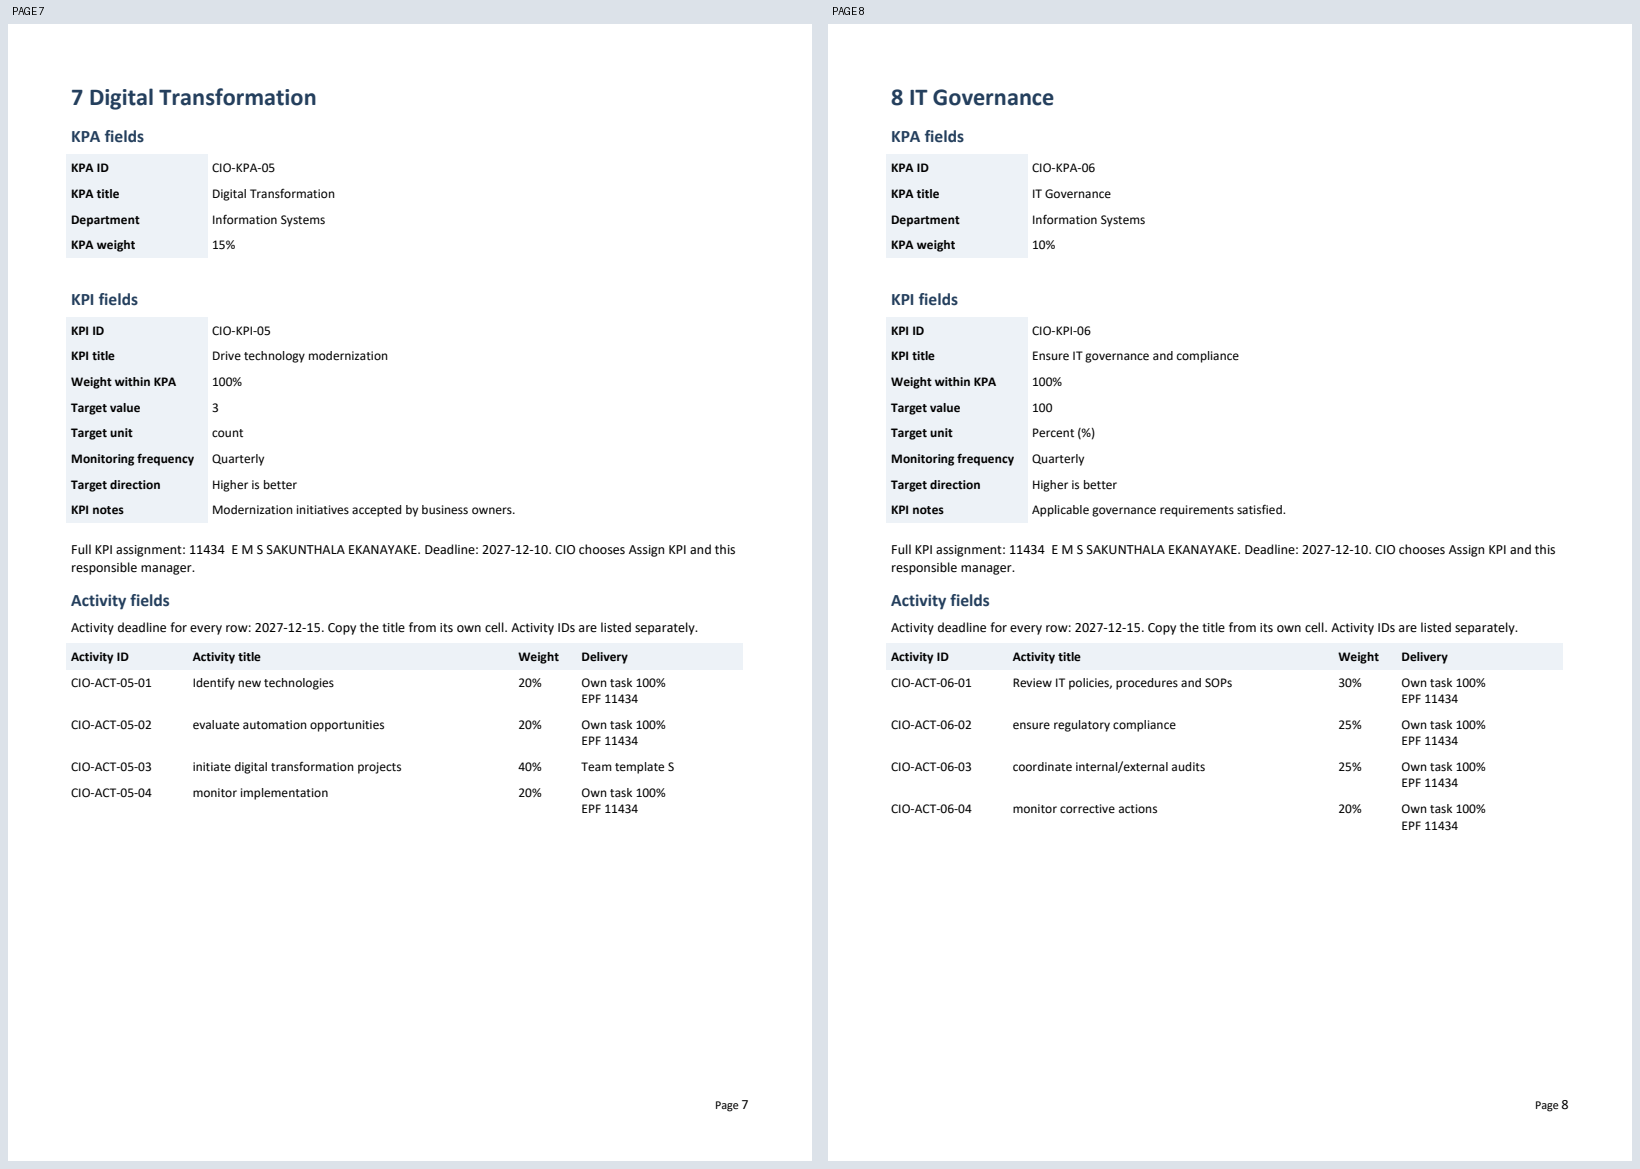 PAGE 7
7 Digital Transformation
KPA fields
KPA ID CIO-KPA-05
KPA title Digital Transformation
Department Information Systems
KPA weight 15%
KPI fields
KPI ID CIO-KPI-05
KPI title Drive technology modernization
Weight within KPA 100%
Target value 3
Target unit count
Monitoring frequency Quarterly
Target direction Higher is better
KPI notes Modernization initiatives accepted by business owners.
Full KPI assignment: 11434  E M S SAKUNTHALA EKANAYAKE. Deadline: 2027-12-10. CIO chooses Assign KPI and this
responsible manager.
Activity fields
Activity deadline for every row: 2027-12-15. Copy the title from its own cell. Activity IDs are listed separately.
Activity ID Activity title Weight Delivery
CIO-ACT-05-01 Identify new technologies 20% Own task 100%
EPF 11434
CIO-ACT-05-02 evaluate automation opportunities 20% Own task 100%
EPF 11434
CIO-ACT-05-03 initiate digital transformation projects 40% Team template S
CIO-ACT-05-04 monitor implementation 20% Own task 100%
EPF 11434
Page 7
PAGE 8
8 IT Governance
KPA fields
KPA ID CIO-KPA-06
KPA title IT Governance
Department Information Systems
KPA weight 10%
KPI fields
KPI ID CIO-KPI-06
KPI title Ensure IT governance and compliance
Weight within KPA 100%
Target value 100
Target unit Percent (%)
Monitoring frequency Quarterly
Target direction Higher is better
KPI notes Applicable governance requirements satisfied.
Full KPI assignment: 11434  E M S SAKUNTHALA EKANAYAKE. Deadline: 2027-12-10. CIO chooses Assign KPI and this
responsible manager.
Activity fields
Activity deadline for every row: 2027-12-15. Copy the title from its own cell. Activity IDs are listed separately.
Activity ID Activity title Weight Delivery
CIO-ACT-06-01 Review IT policies, procedures and SOPs 30% Own task 100%
EPF 11434
CIO-ACT-06-02 ensure regulatory compliance 25% Own task 100%
EPF 11434
CIO-ACT-06-03 coordinate internal/external audits 25% Own task 100%
EPF 11434
CIO-ACT-06-04 monitor corrective actions 20% Own task 100%
EPF 11434
Page 8